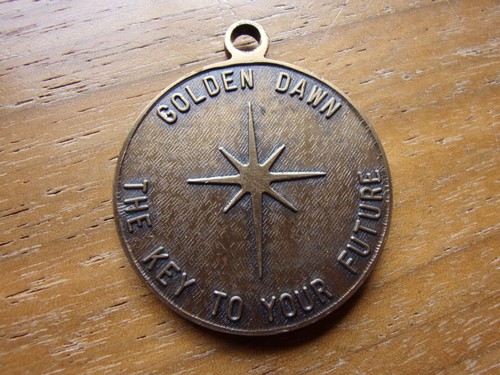 GOLDEN DAWN
THE KEY TO YOUR FUTURE